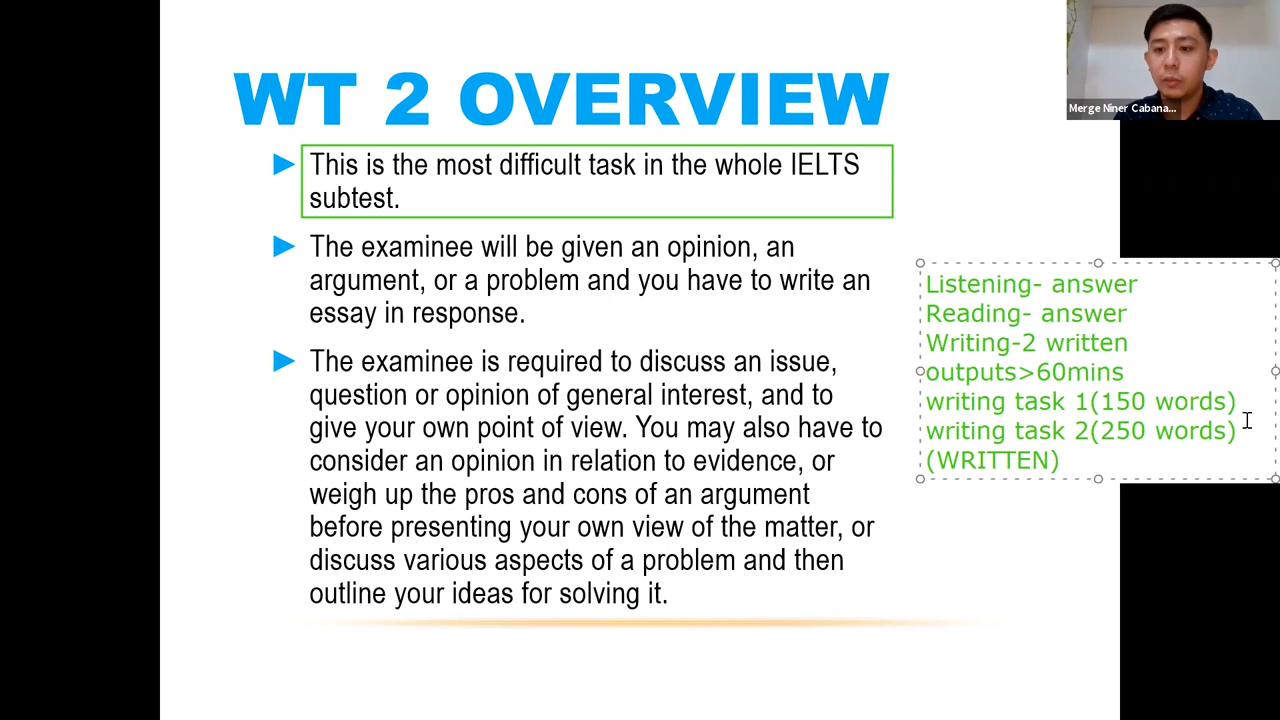 WT 2 OVERVIEW
This is the most difficult task in the whole IELTS
subtest.
The examinee will be given an opinion, an
argument, or a problem and you have to write an
essay in response.
The examinee is required to discuss an issue,
question or opinion of general interest, and to
give your own point of view. You may also have to
consider an opinion in relation to evidence, or
weigh up the pros and cons of an argument
before presenting your own view of the matter, or
discuss various aspects of a problem and then
outline your ideas for solving it.
Merge Niner Cabana...
Listening- answer
Reading- answer
Writing-2 written
outputs>60mins
writing task 1(150 words)
writing task 2(250 words)
(WRITTEN)